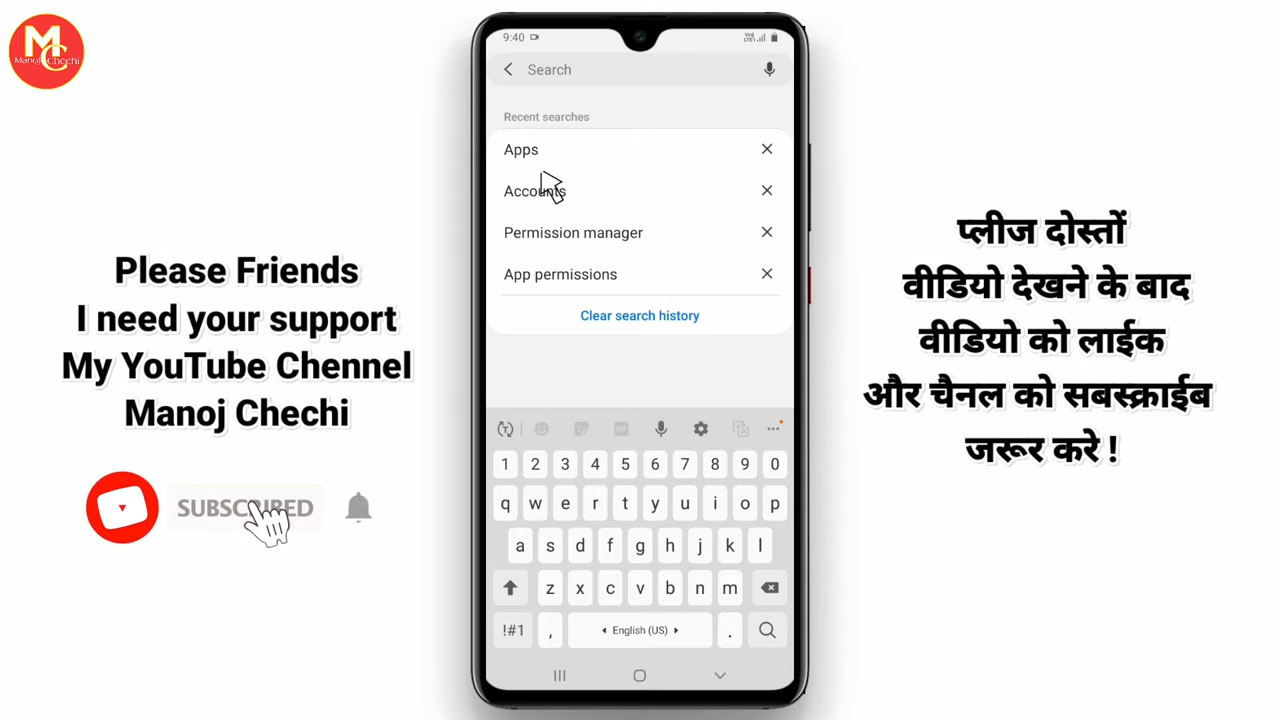 M
C
Manoj Chechi
Please Friends
I need your support
My YouTube Chennel
Manoj Chechi
SUBSCRIBED
9:40
VoD
LTE1
Search
Recent searches
Apps
Accounts
Permission manager
App permissions
Clear search history
1 2 3 4 5 6 7 8 9 0
q w e r t y u i o p
a s d f g h j k l
z x c v b n m
!#1 , English (US) .
प्लीज दोस्तों
वीडियो देखने के बाद
वीडियो को लाईक
और चैनल को सबस्क्राईब
जरूर करे !